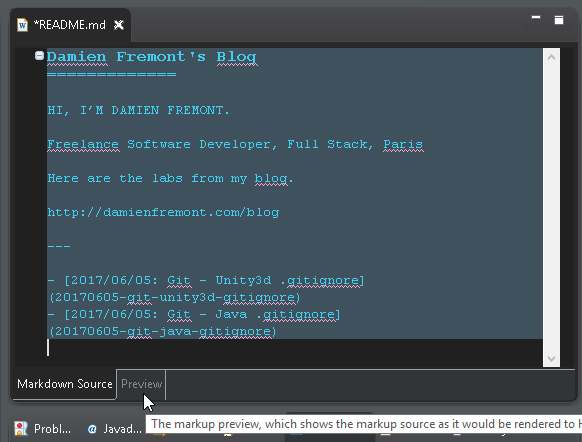 *README.md
Damien Fremont's Blog
=============
HI, I’M DAMIEN FREMONT.
Freelance Software Developer, Full Stack, Paris
Here are the labs from my blog.
http://damienfremont.com/blog
---
- [2017/06/05: Git - Unity3d .gitignore]
(20170605-git-unity3d-gitignore)
- [2017/06/05: Git - Java .gitignore]
(20170605-git-java-gitignore)
Markdown Source Preview
Probl... @ Javad...
The markup preview, which shows the markup source as it would be rendered to